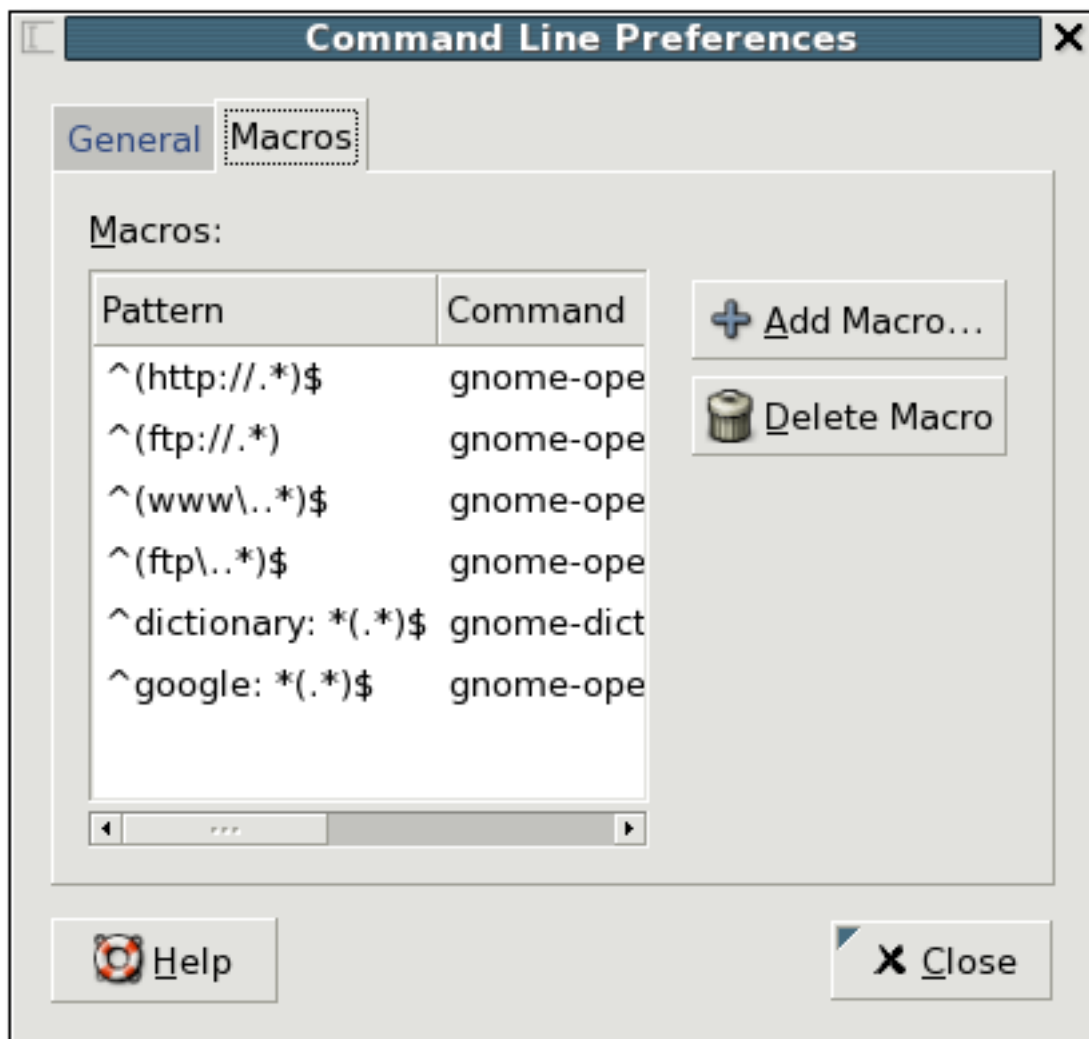 Command Line Preferences
General Macros
Macros:
Pattern Command
^(http://.*)$ gnome-ope
^(ftp://.*) gnome-ope
^(www\..*)$ gnome-ope
^(ftp\..*)$ gnome-ope
^dictionary: *(.*)$ gnome-dict
^google: *(.*)$ gnome-ope
Add Macro...
Delete Macro
Help
Close